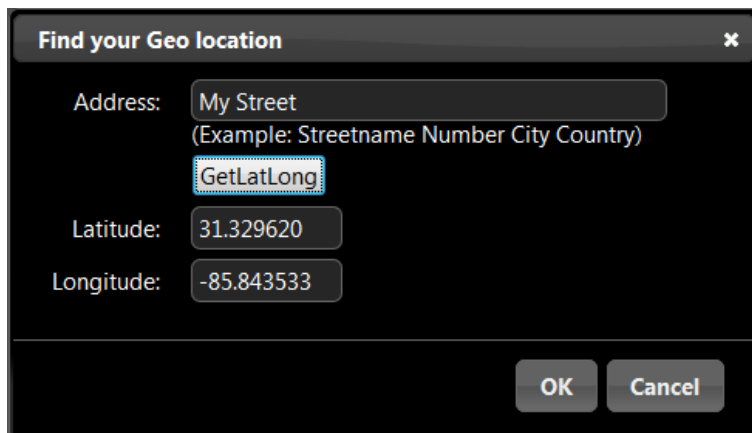 Find your Geo location
Address: My Street
(Example: Streetname Number City Country)
GetLatLong
Latitude: 31.329620
Longitude: -85.843533
OK Cancel